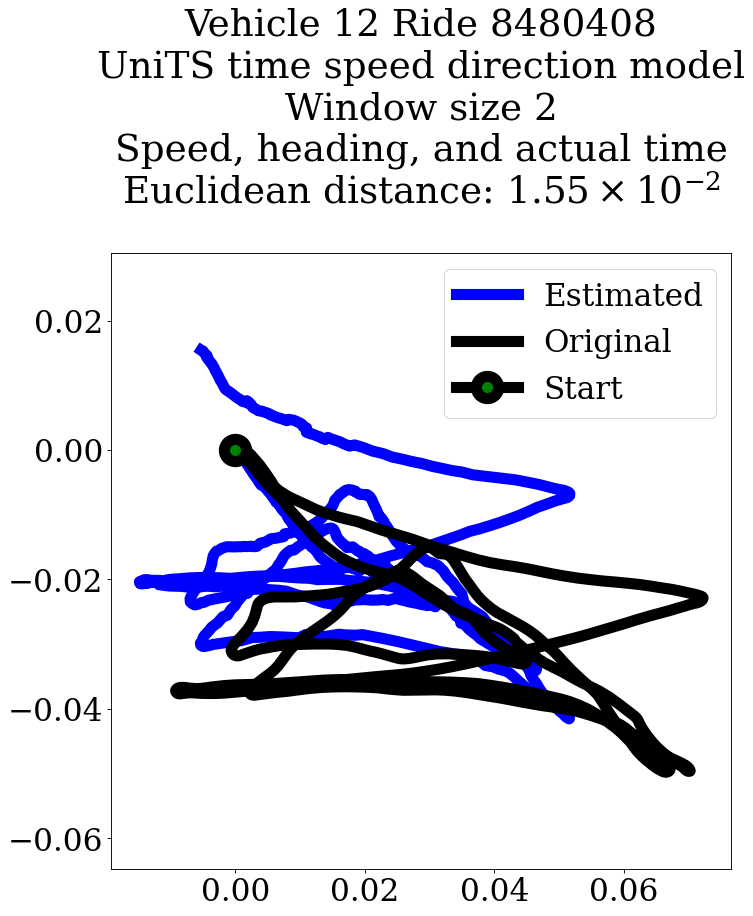 Vehicle 12 Ride 8480408
UniTS time speed direction model
Window size 2
Speed, heading, and actual time
Euclidean distance: 1.55 × 10⁻²
Estimated
Original
Start
0.02
0.00
−0.02
−0.04
−0.06
0.00 0.02 0.04 0.06